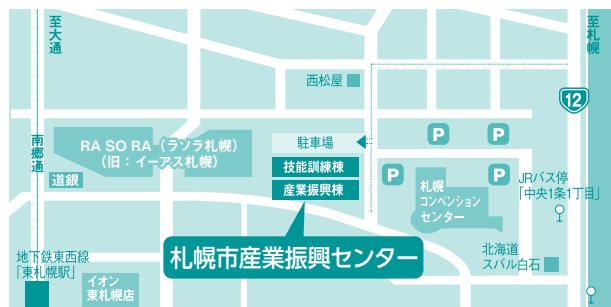 至大通
至札幌
西松屋
12
南郷通
RA SO RA（ラソラ札幌）
（旧：イーアス札幌）
駐車場
P
P
技能訓練棟
道銀
産業振興棟
P
P
札幌
コンベンション
センター
JRバス停
「中央1条1丁目」
地下鉄東西線
「東札幌駅」
札幌市産業振興センター
北海道
スバル白石
イオン
東札幌店